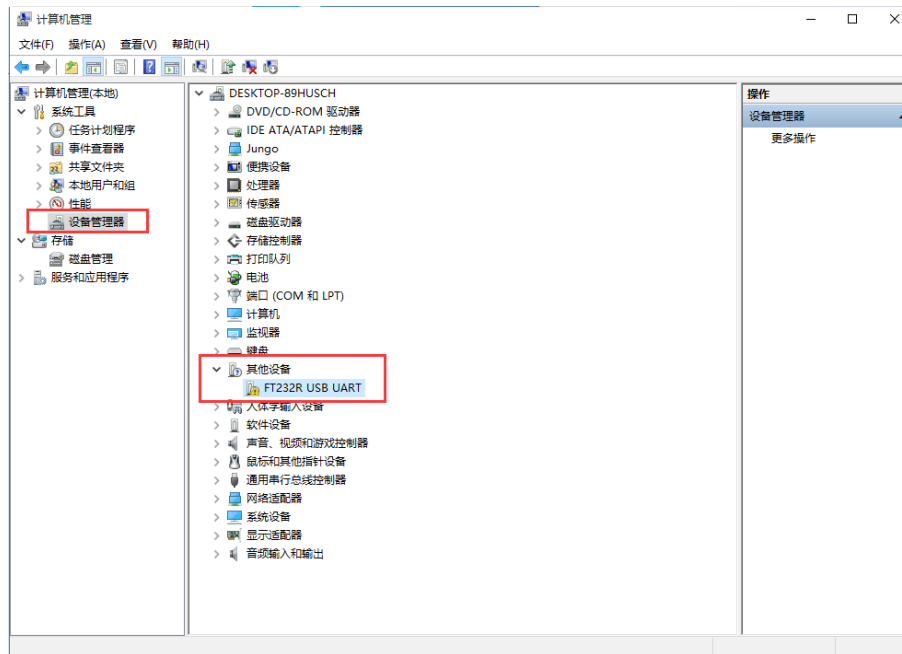 计算机管理
文件(F) 操作(A) 查看(V) 帮助(H)
计算机管理(本地)
系统工具
任务计划程序
事件查看器
共享文件夹
本地用户和组
性能
设备管理器
存储
磁盘管理
服务和应用程序
DESKTOP-89HUSCH
DVD/CD-ROM 驱动器
IDE ATA/ATAPI 控制器
Jungo
便携设备
处理器
传感器
磁盘驱动器
存储控制器
打印队列
电池
端口 (COM 和 LPT)
计算机
监视器
键盘
其他设备
FT232R USB UART
人体学输入设备
软件设备
声音、视频和游戏控制器
鼠标和其他指针设备
通用串行总线控制器
网络适配器
系统设备
显示适配器
音频输入和输出
操作
设备管理器
更多操作